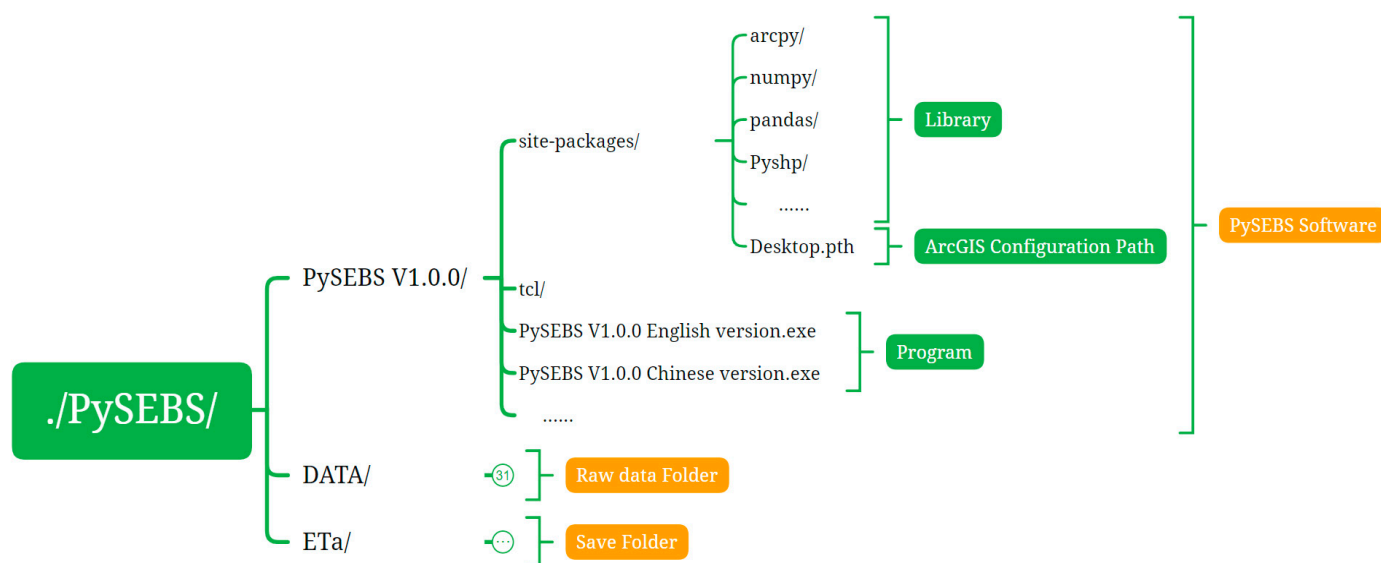 arcpy/
numpy/
pandas/
Pyshp/
......
Desktop.pth
Library
ArcGIS Configuration Path
PySEBS Software
site-packages/
PySEBS V1.0.0/
tcl/
PySEBS V1.0.0 English version.exe
PySEBS V1.0.0 Chinese version.exe
......
Program
./PySEBS/
DATA/
31
Raw data Folder
ETa/
...
Save Folder